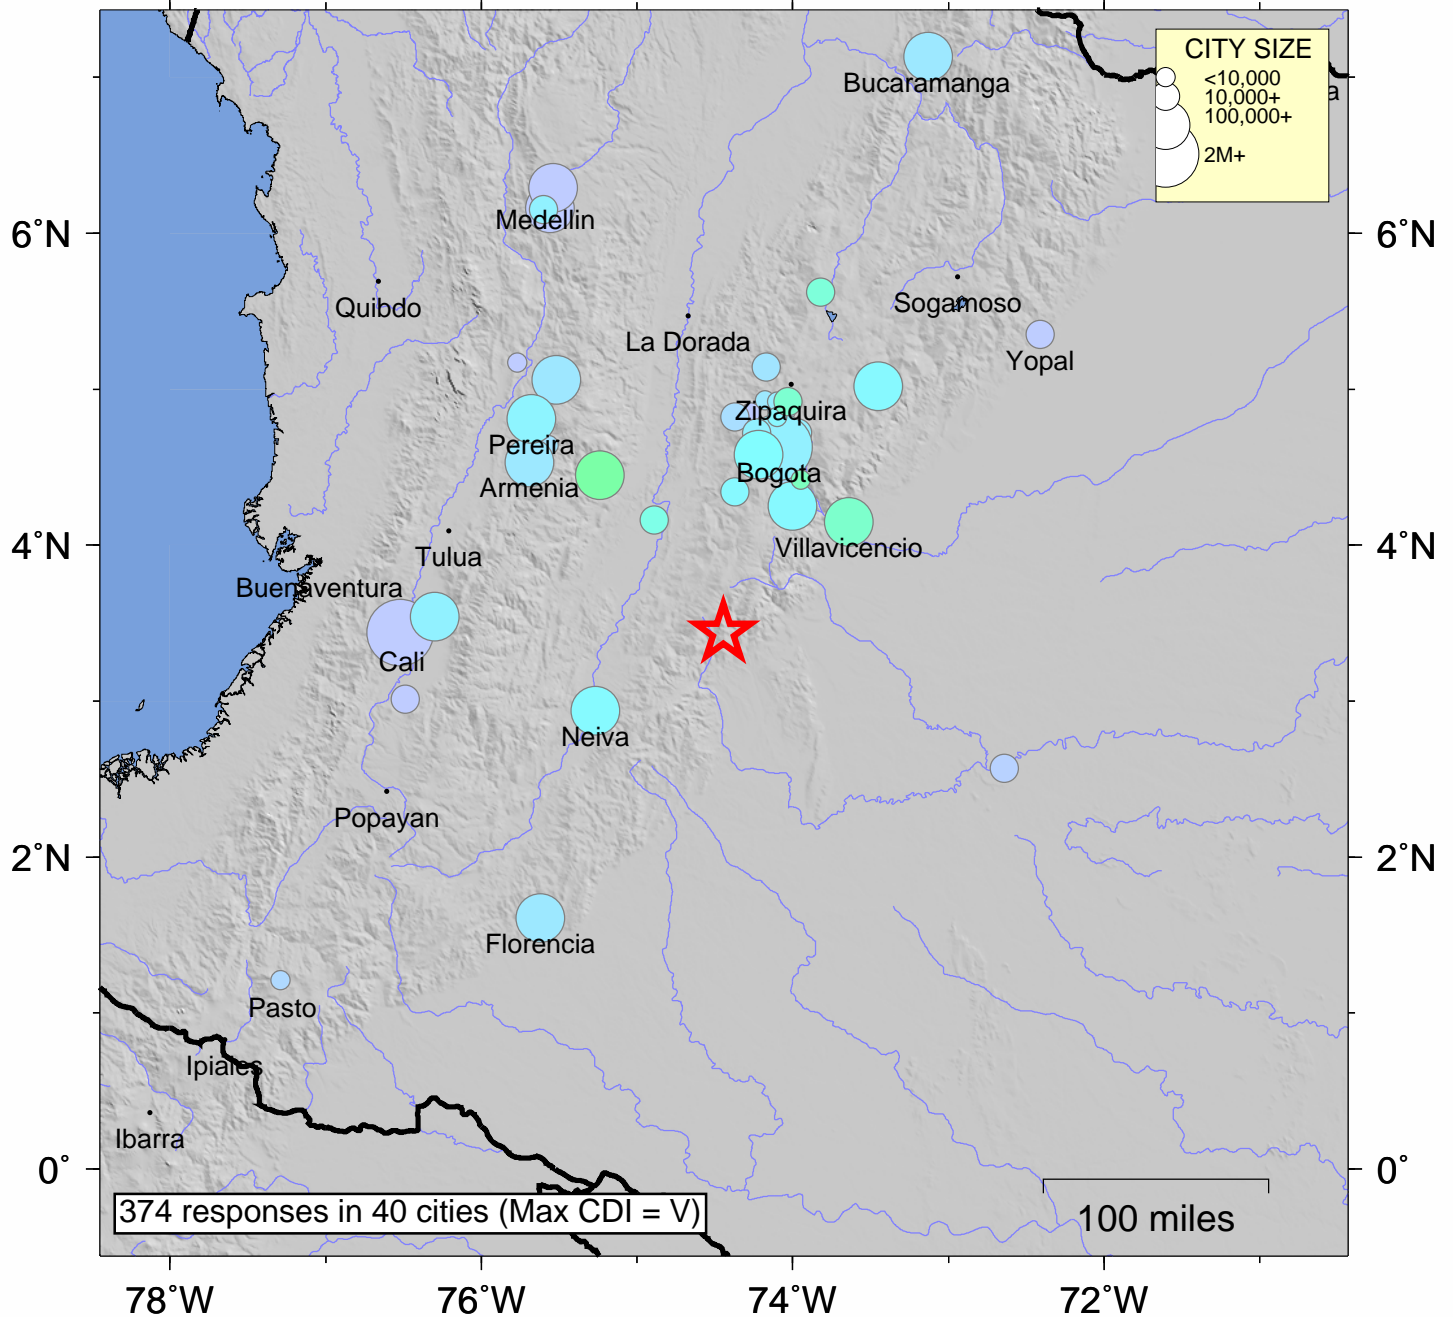 CITY SIZE
<10,000
10,000+
100,000+
2M+
a
Bucaramanga
6°N
6°N
Medellin
Quibdo
Sogamoso
La Dorada
Yopal
Zipaquira
Pereira
Bogota
Armenia
4°N
4°N
Villavicencio
Tulua
Buenaventura
Cali
Neiva
Popayan
2°N
2°N
Florencia
Pasto
Ipiales
Ibarra
0°
0°
374 responses in 40 cities (Max CDI = V)
100 miles
78°W
76°W
74°W
72°W